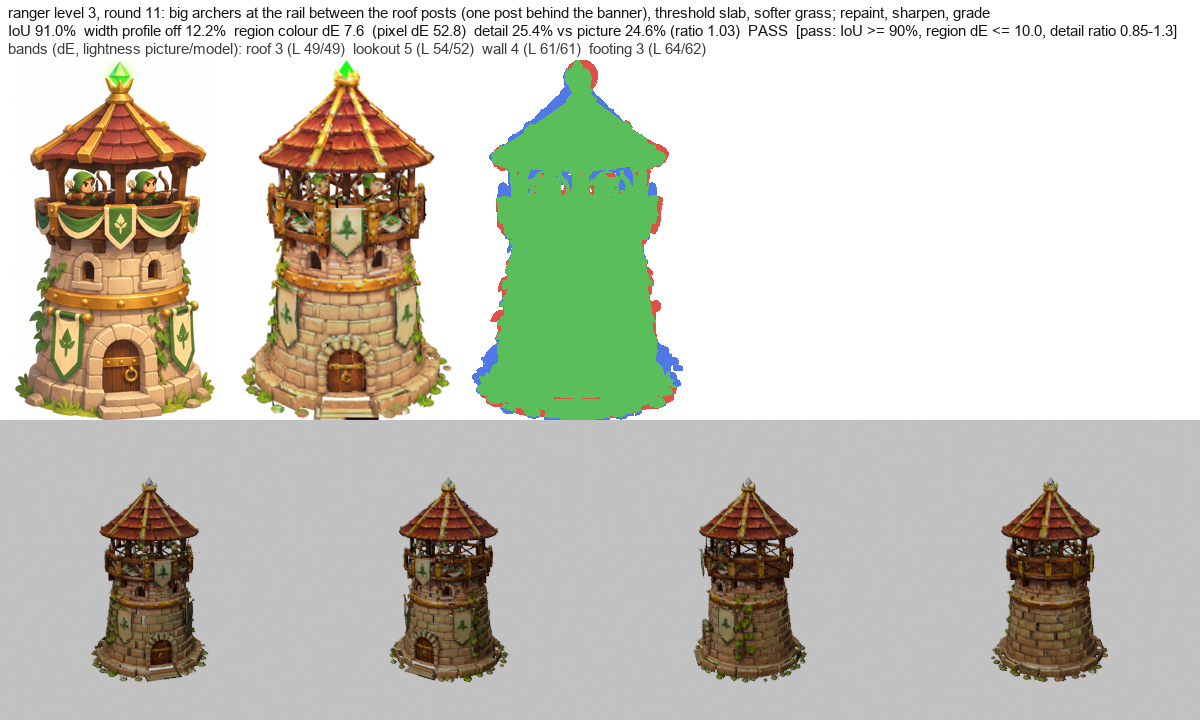 ranger level 3, round 11: big archers at the rail between the roof posts (one post behind the banner), threshold slab, softer grass; repaint, sharpen, grade
IoU 91.0%  width profile off 12.2%  region colour dE 7.6  (pixel dE 52.8)  detail 25.4% vs picture 24.6% (ratio 1.03)  PASS  [pass: IoU >= 90%, region dE <= 10.0, detail ratio 0.85-1.3]
bands (dE, lightness picture/model): roof 3 (L 49/49)  lookout 5 (L 54/52)  wall 4 (L 61/61)  footing 3 (L 64/62)